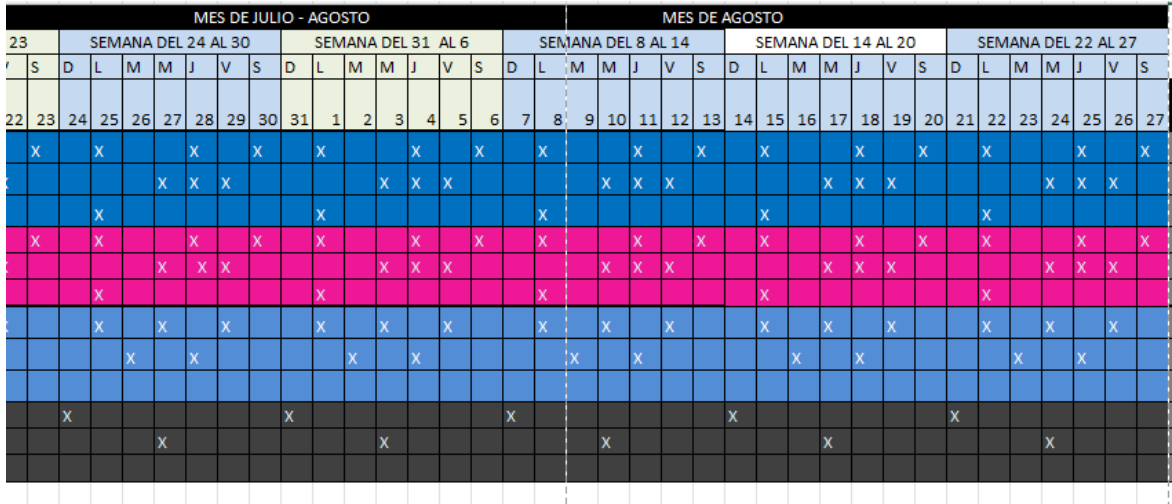 MES DE JULIO - AGOSTO MES DE AGOSTO
23 SEMANA DEL 24 AL 30 SEMANA DEL 31 AL 6 SEMANA DEL 8 AL 14 SEMANA DEL 14 AL 20 SEMANA DEL 22 AL 27
V S D L M M J V S D L M M J V S D L M M J V S D L M M J V S D L M M J V S
22 23 24 25 26 27 28 29 30 31 1 2 3 4 5 6 7 8 9 10 11 12 13 14 15 16 17 18 19 20 21 22 23 24 25 26 27
X X X X X X X X X X X X X X X X
X X X X X X X X X X X X X X X X
X X X X X
X X X X X X X X X X X X X X X X
X X X X X X X X X X X X X X X X
X X X X X
X X X X X X X X X X X X X X X X
X X X X X X X X X X
X X X X X
X X X X X